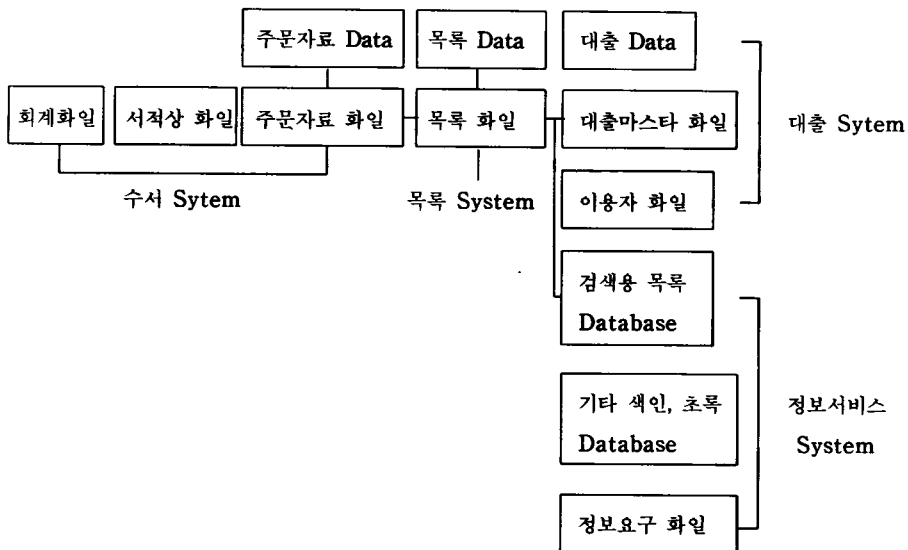 주문자료 Data
목록 Data
대출 Data
회계화일
서적상 화일
주문자료 화일
목록 화일
대출마스타 화일
대출 Sytem
수서 Sytem
목록 System
이용자 화일
검색용 목록
Database
기타 색인, 초록
Database
정보서비스
System
정보요구 화일